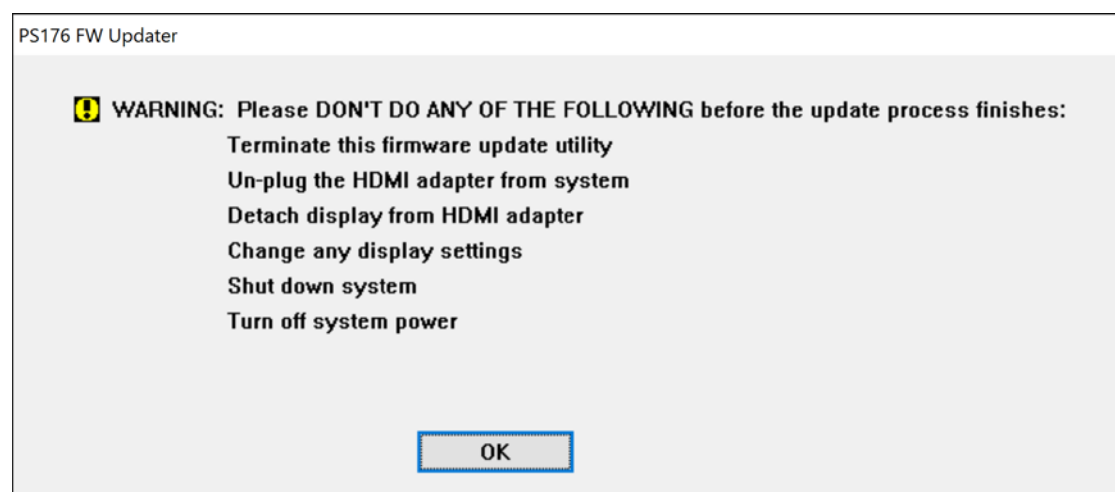 PS176 FW Updater
WARNING: Please DON'T DO ANY OF THE FOLLOWING before the update process finishes:
Terminate this firmware update utility
Un-plug the HDMI adapter from system
Detach display from HDMI adapter
Change any display settings
Shut down system
Turn off system power
OK